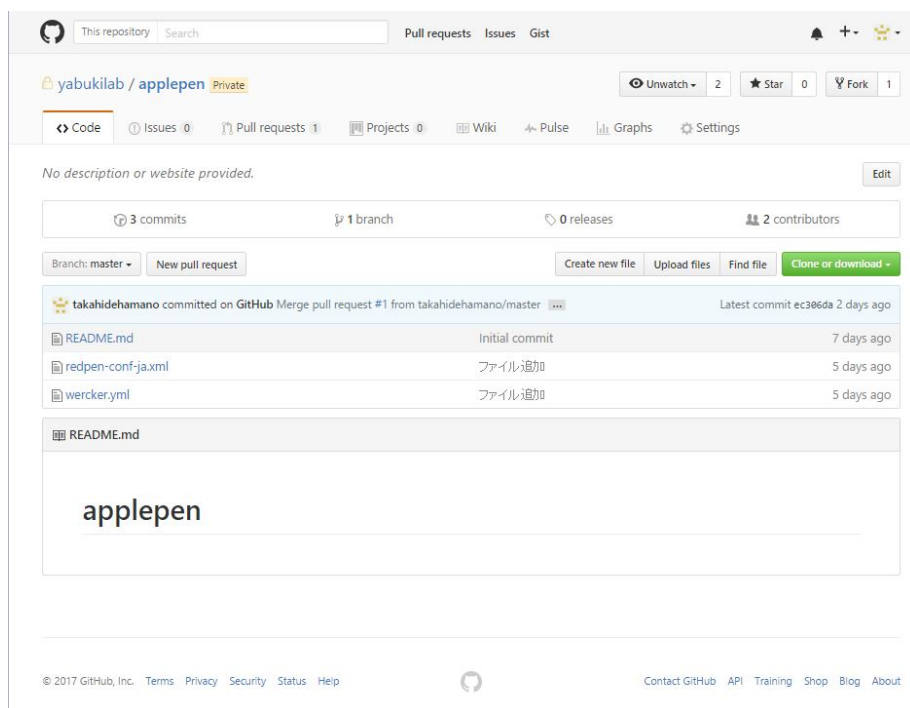 This repository Search Pull requests Issues Gist
yabukilab / applepen Private Unwatch 2 Star 0 Fork 1
Code Issues 0 Pull requests 1 Projects 0 Wiki Pulse Graphs Settings
No description or website provided. Edit
3 commits 1 branch 0 releases 2 contributors
Branch: master New pull request Create new file Upload files Find file Clone or download
takahidehamano committed on GitHub Merge pull request #1 from takahidehamano/master ... Latest commit ec306da 2 days ago
README.md Initial commit 7 days ago
redpen-conf-ja.xml ファイル追加 5 days ago
wercker.yml ファイル追加 5 days ago
README.md
applepen
© 2017 GitHub, Inc. Terms Privacy Security Status Help Contact GitHub API Training Shop Blog About